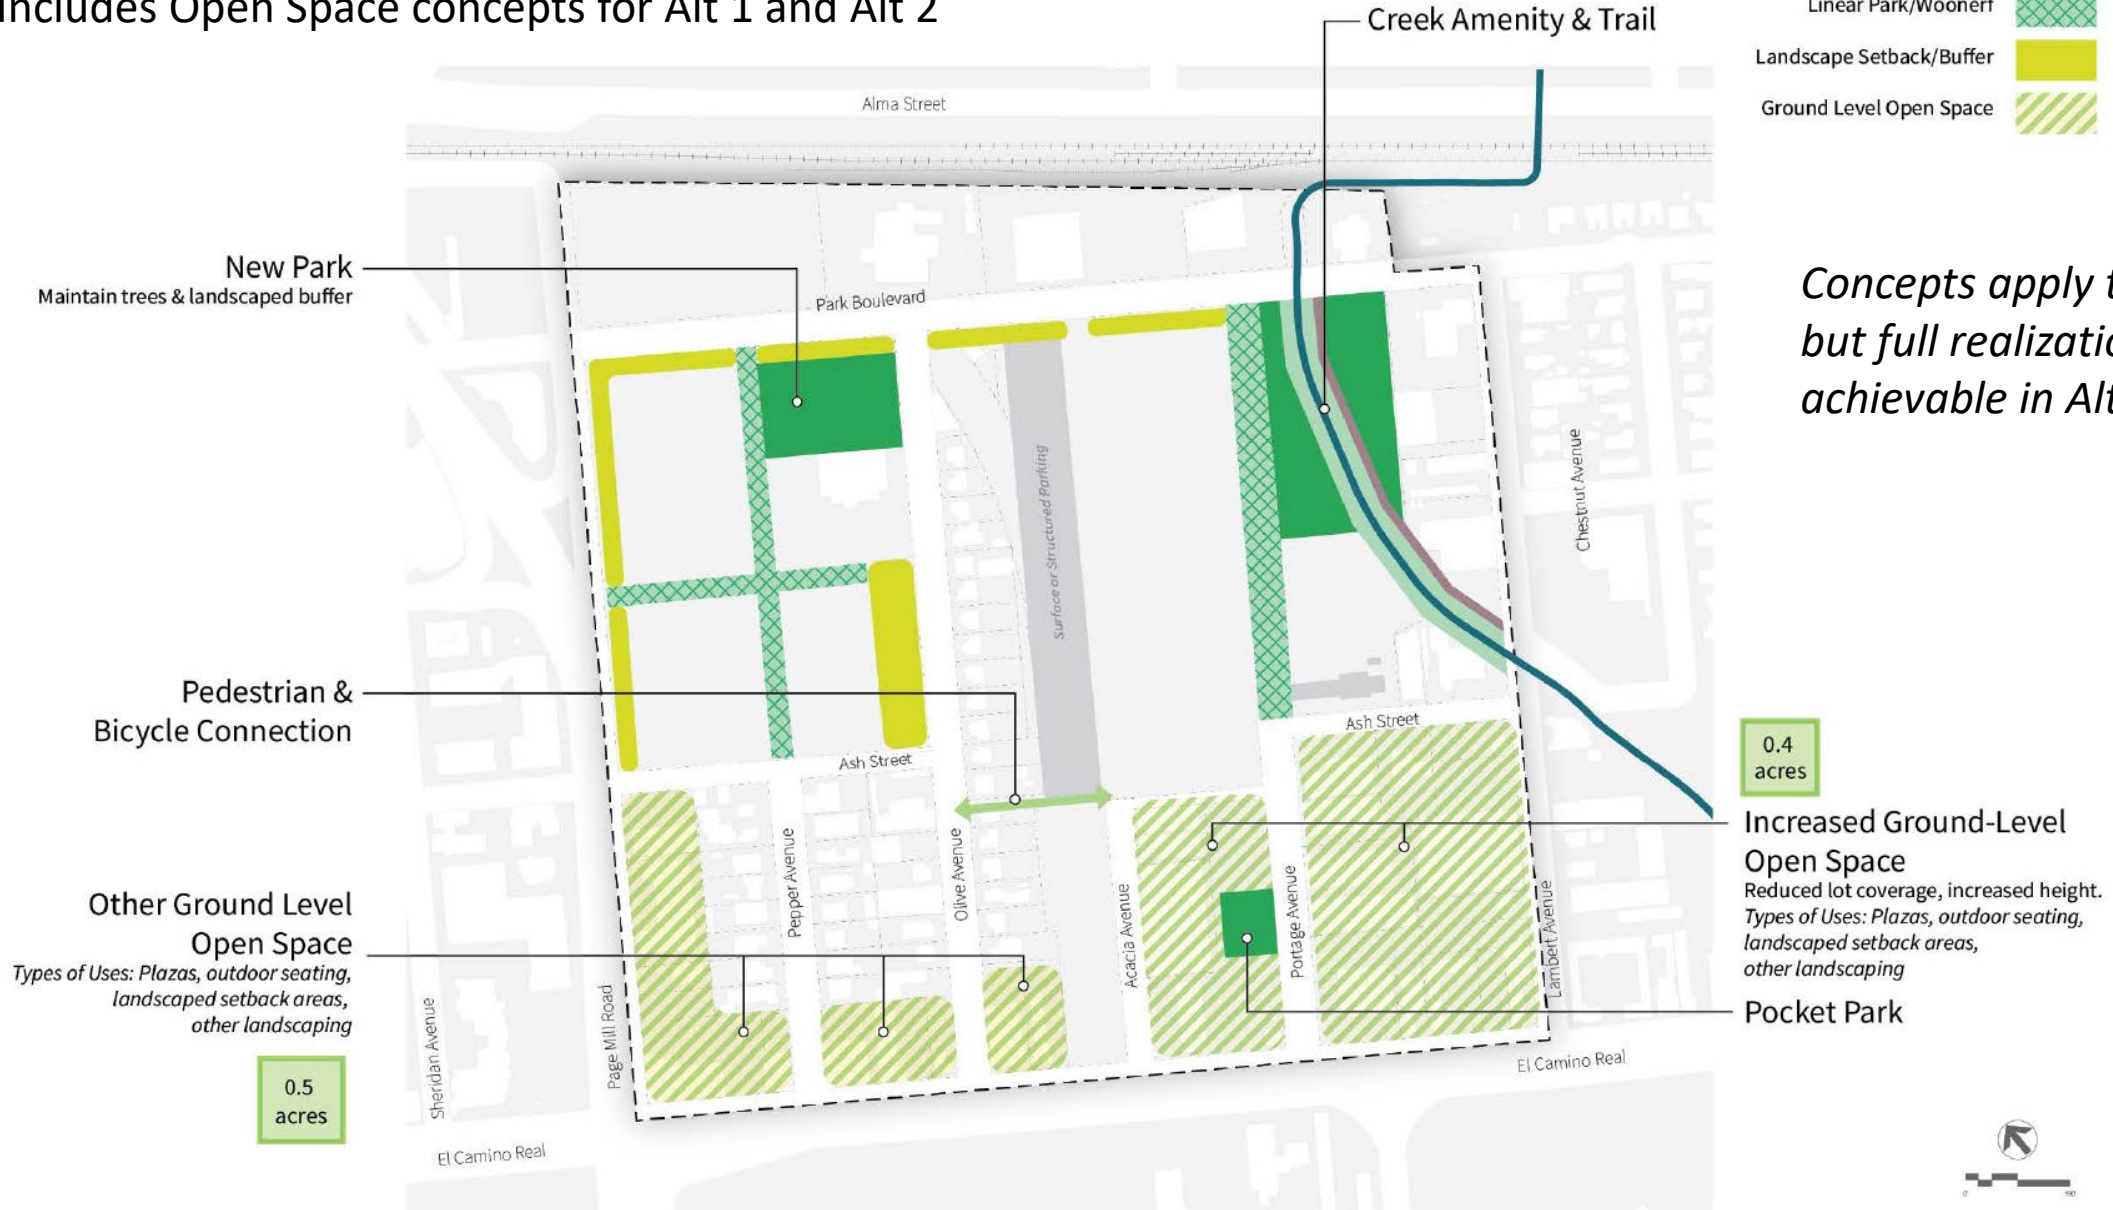 Includes Open Space concepts for Alt 1 and Alt 2
Creek Amenity & Trail
Linear Park/Woonerf
Landscape Setback/Buffer
Ground Level Open Space
Alma Street
New Park
Maintain trees & landscaped buffer
Park Boulevard
Concepts apply
but full
achievable in Alt
Surface or Structured Parking
Chestnut Avenue
Pedestrian &
Bicycle Connection
Ash Street
Ash Street
0.4
acres
Increased Ground-Level
Open Space
Reduced lot coverage, increased height.
Types of Uses: Plazas, outdoor seating,
landscaped setback areas,
other landscaping
Pocket Park
Other Ground Level
Open Space
Types of Uses: Plazas, outdoor seating,
landscaped setback areas,
other landscaping
0.5
acres
Sheridan Avenue
Page Mill Road
Pepper Avenue
Olive Avenue
Acacia Avenue
Portage Avenue
Lambert Avenue
El Camino Real
El Camino Real